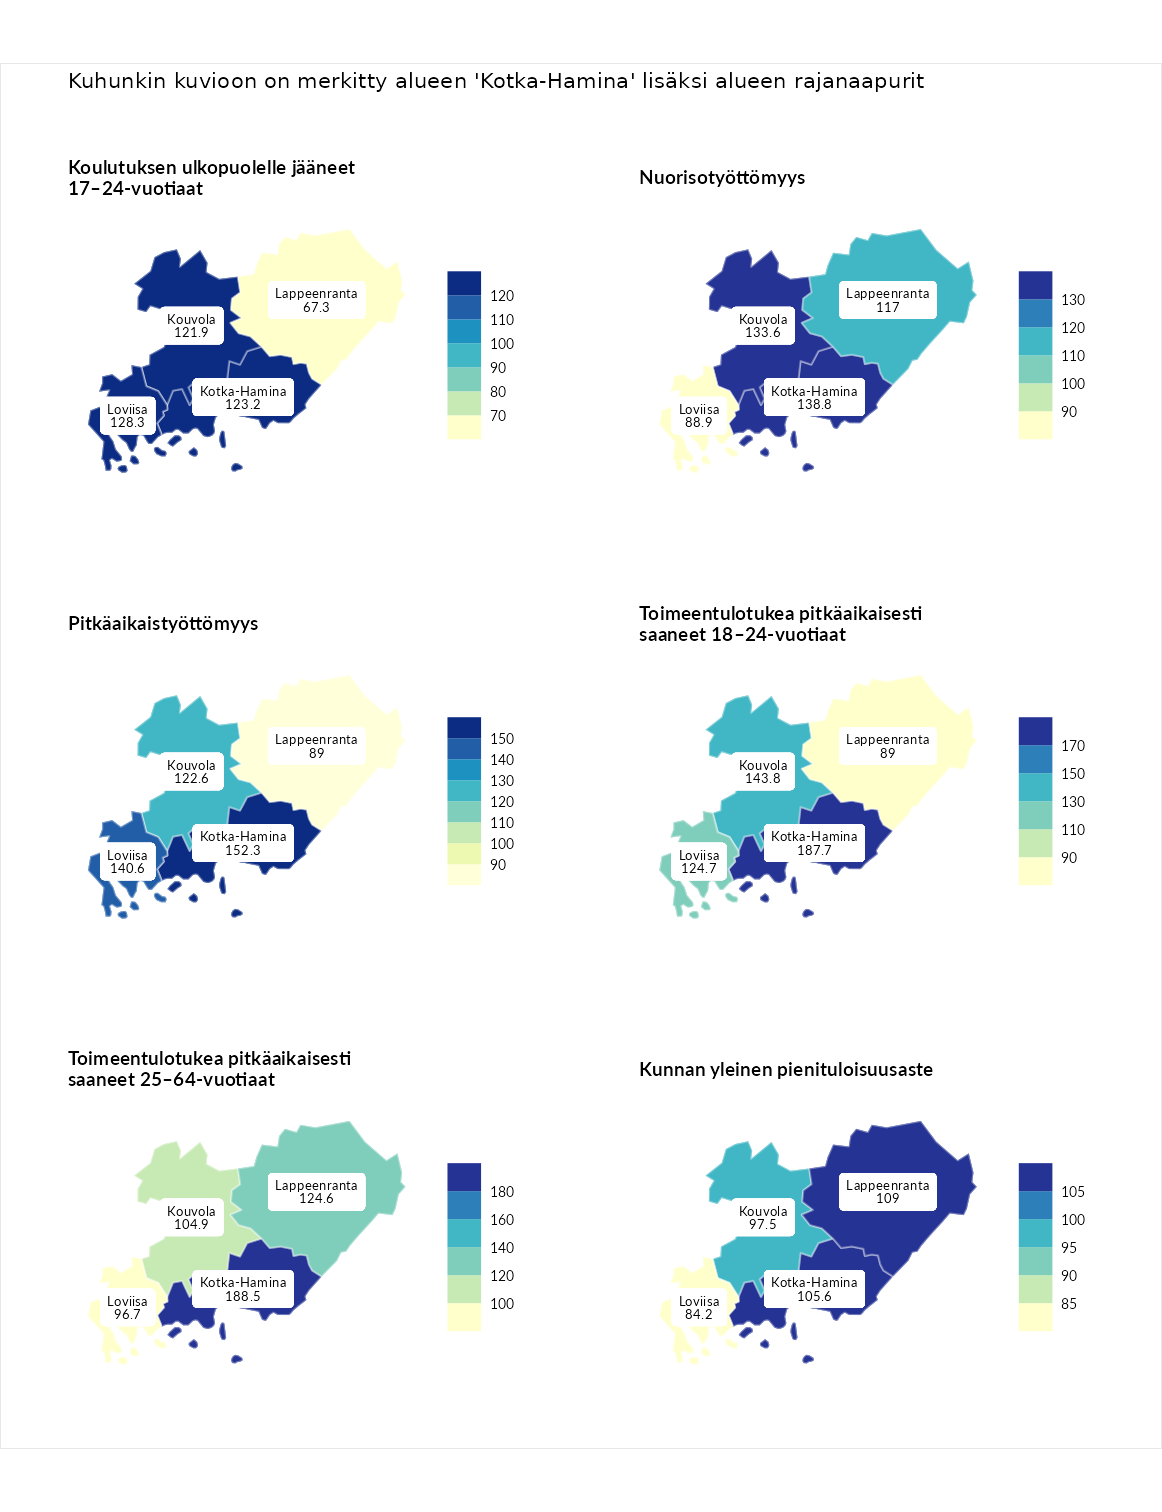 Kuhunkin kuvioon on merkitty alueen 'Kotka-Hamina' lisäksi alueen rajanaapurit
Koulutuksen ulkopuolelle jääneet
17–24-vuotiaat
Lappeenranta
67.3
Kouvola
121.9
Kotka-Hamina
123.2
Loviisa
128.3
120
110
100
90
80
70
Nuorisotyöttömyys
Lappeenranta
117
Kouvola
133.6
Kotka-Hamina
138.8
Loviisa
88.9
130
120
110
100
90
Pitkäaikaistyöttömyys
Lappeenranta
89
Kouvola
122.6
Kotka-Hamina
152.3
Loviisa
140.6
150
140
130
120
110
100
90
Toimeentulotukea pitkäaikaisesti
saaneet 18–24-vuotiaat
Lappeenranta
89
Kouvola
143.8
Kotka-Hamina
187.7
Loviisa
124.7
170
150
130
110
90
Toimeentulotukea pitkäaikaisesti
saaneet 25–64-vuotiaat
Lappeenranta
124.6
Kouvola
104.9
Kotka-Hamina
188.5
Loviisa
96.7
180
160
140
120
100
Kunnan yleinen pienituloisuusaste
Lappeenranta
109
Kouvola
97.5
Kotka-Hamina
105.6
Loviisa
84.2
105
100
95
90
85